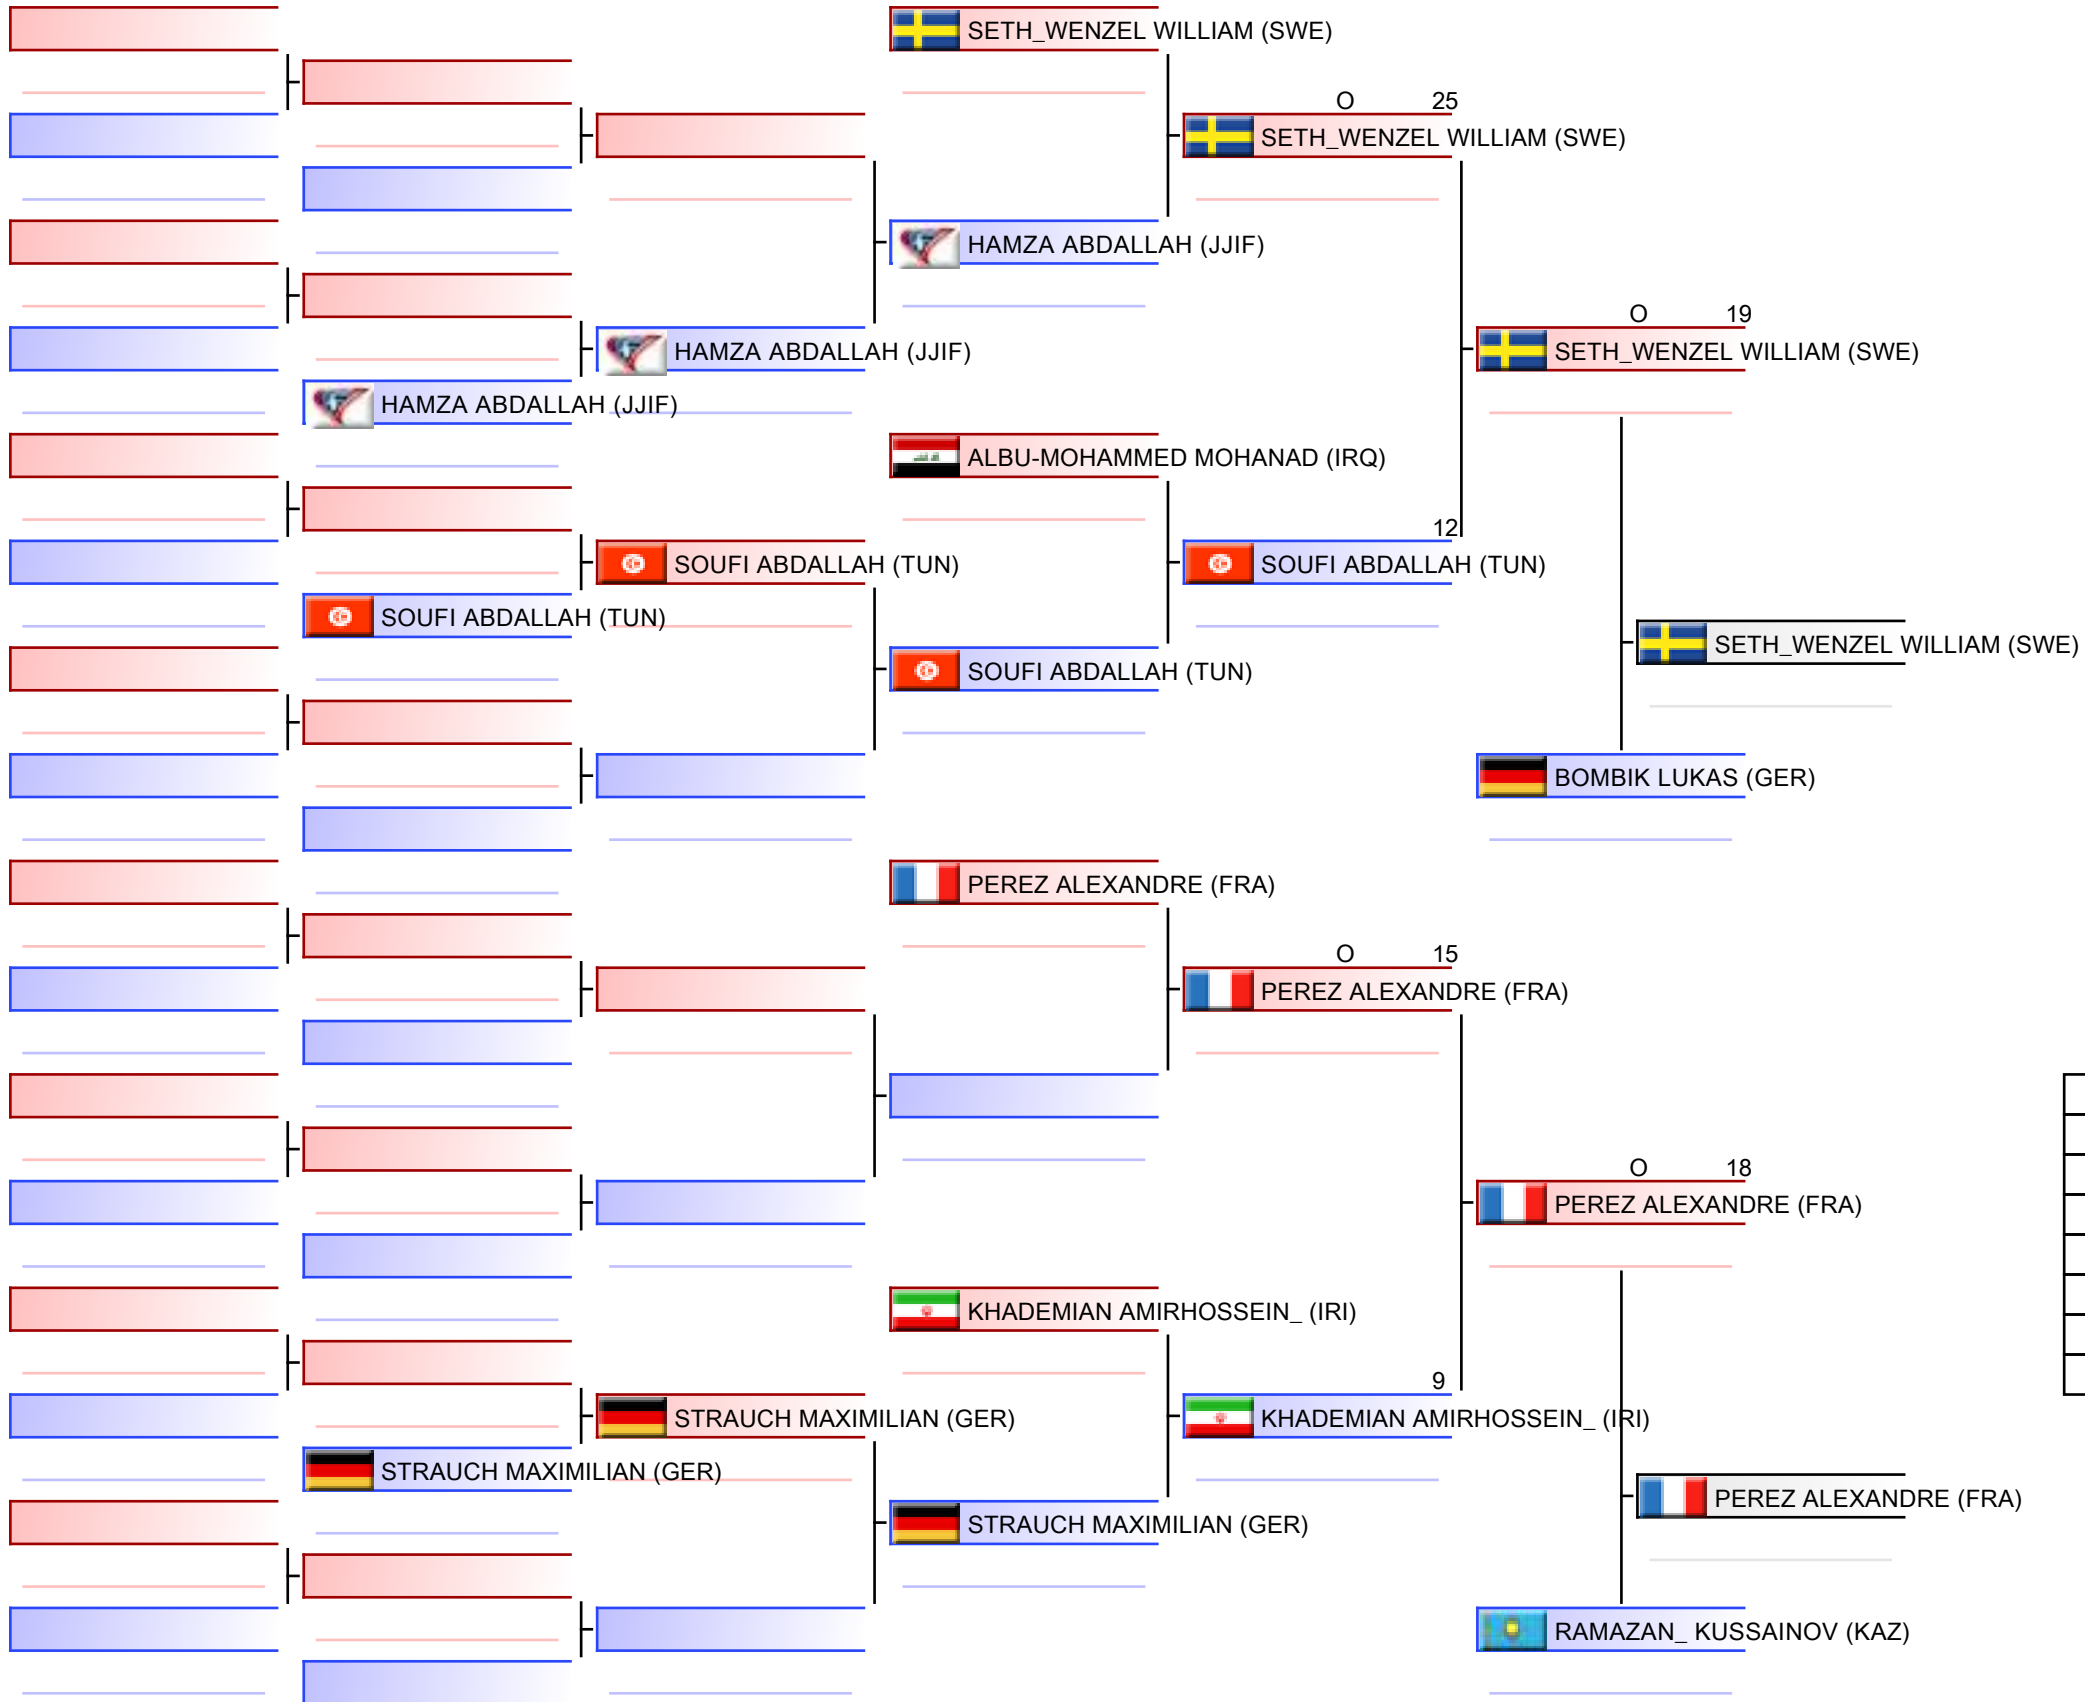 SETH_WENZEL WILLIAM (SWE)
O 25
SETH_WENZEL WILLIAM (SWE)
HAMZA ABDALLAH (JJIF)
O 19
HAMZA ABDALLAH (JJIF)
SETH_WENZEL WILLIAM (SWE)
HAMZA ABDALLAH (JJIF)
ALBU-MOHAMMED MOHANAD (IRQ)
12
SOUFI ABDALLAH (TUN)
SOUFI ABDALLAH (TUN)
SOUFI ABDALLAH (TUN)
SETH_WENZEL WILLIAM (SWE)
SOUFI ABDALLAH (TUN)
BOMBIK LUKAS (GER)
PEREZ ALEXANDRE (FRA)
O 15
PEREZ ALEXANDRE (FRA)
O 18
PEREZ ALEXANDRE (FRA)
KHADEMIAN AMIRHOSSEIN_ (IRI)
9
STRAUCH MAXIMILIAN (GER)
KHADEMIAN AMIRHOSSEIN_ (IRI)
STRAUCH MAXIMILIAN (GER)
PEREZ ALEXANDRE (FRA)
STRAUCH MAXIMILIAN (GER)
RAMAZAN_ KUSSAINOV (KAZ)